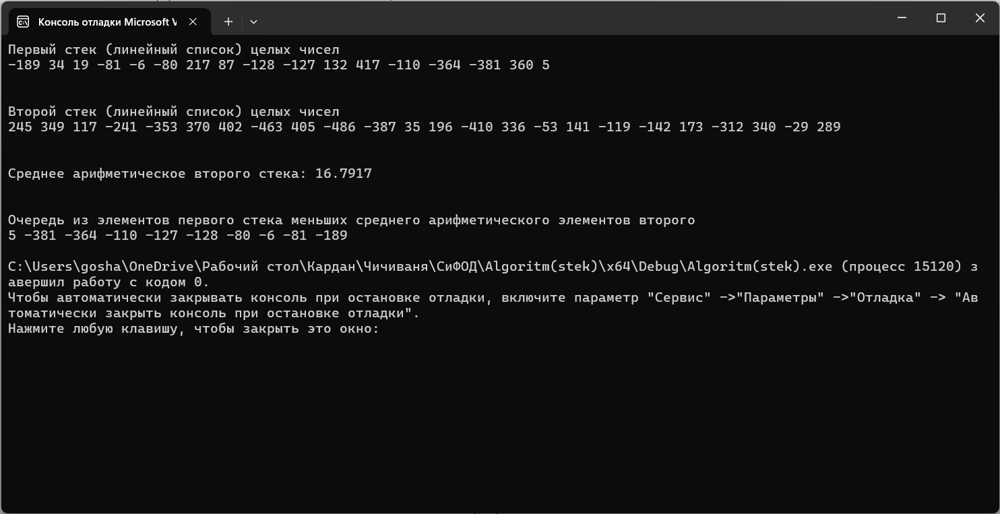 Консоль отладки Microsoft V
Первый стек (линейный список) целых чисел
-189 34 19 -81 -6 -80 217 87 -128 -127 132 417 -110 -364 -381 360 5
Второй стек (линейный список) целых чисел
245 349 117 -241 -353 370 402 -463 405 -486 -387 35 196 -410 336 -53 141 -119 -142 173 -312 340 -29 289
Среднее арифметическое второго стека: 16.7917
Очередь из элементов первого стека меньших среднего арифметического элементов второго
5 -381 -364 -110 -127 -128 -80 -6 -81 -189
C:\Users\gosha\OneDrive\Рабочий стол\Кардан\Чичиваня\СиФОД\Algoritm(stek)\x64\Debug\Algoritm(stek).exe (процесс 15120) з
авершил работу с кодом 0.
Чтобы автоматически закрывать консоль при остановке отладки, включите параметр "Сервис" ->"Параметры" ->"Отладка" -> "Ав
томатически закрыть консоль при остановке отладки".
Нажмите любую клавишу, чтобы закрыть это окно: